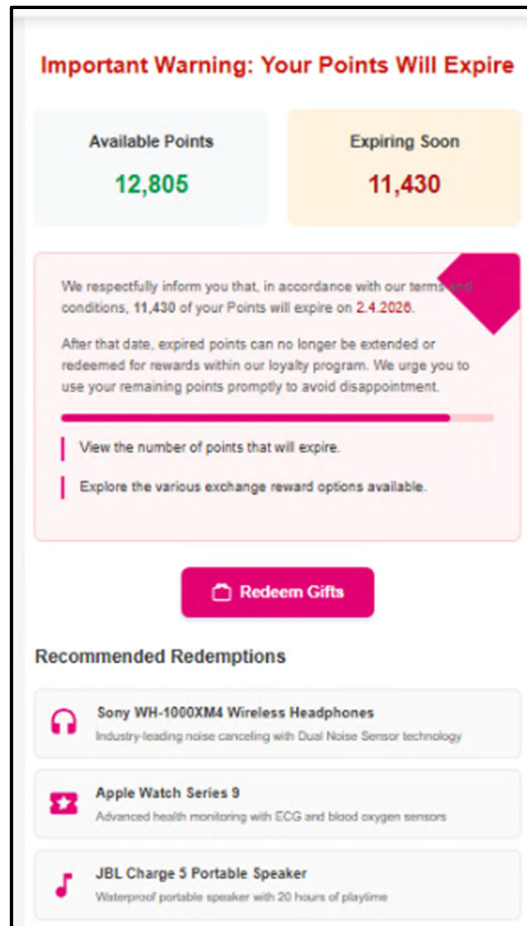 Important Warning: Your Points Will Expire
Available Points
Expiring Soon
12,805
11,430
We respectfully inform you that, in accordance with our terms and
conditions, 11,430 of your Points will expire on 2.4.2026.
After that date, expired points can no longer be extended or
redeemed for rewards within our loyalty program. We urge you to
use your remaining points promptly to avoid disappointment.
View the number of points that will expire.
Explore the various exchange reward options available.
Redeem Gifts
Recommended Redemptions
Sony WH-1000XM4 Wireless Headphones
Industry-leading noise canceling with Dual Noise Sensor technology
Apple Watch Series 9
Advanced health monitoring with ECG and blood oxygen sensors
JBL Charge 5 Portable Speaker
Waterproof portable speaker with 20 hours of playtime